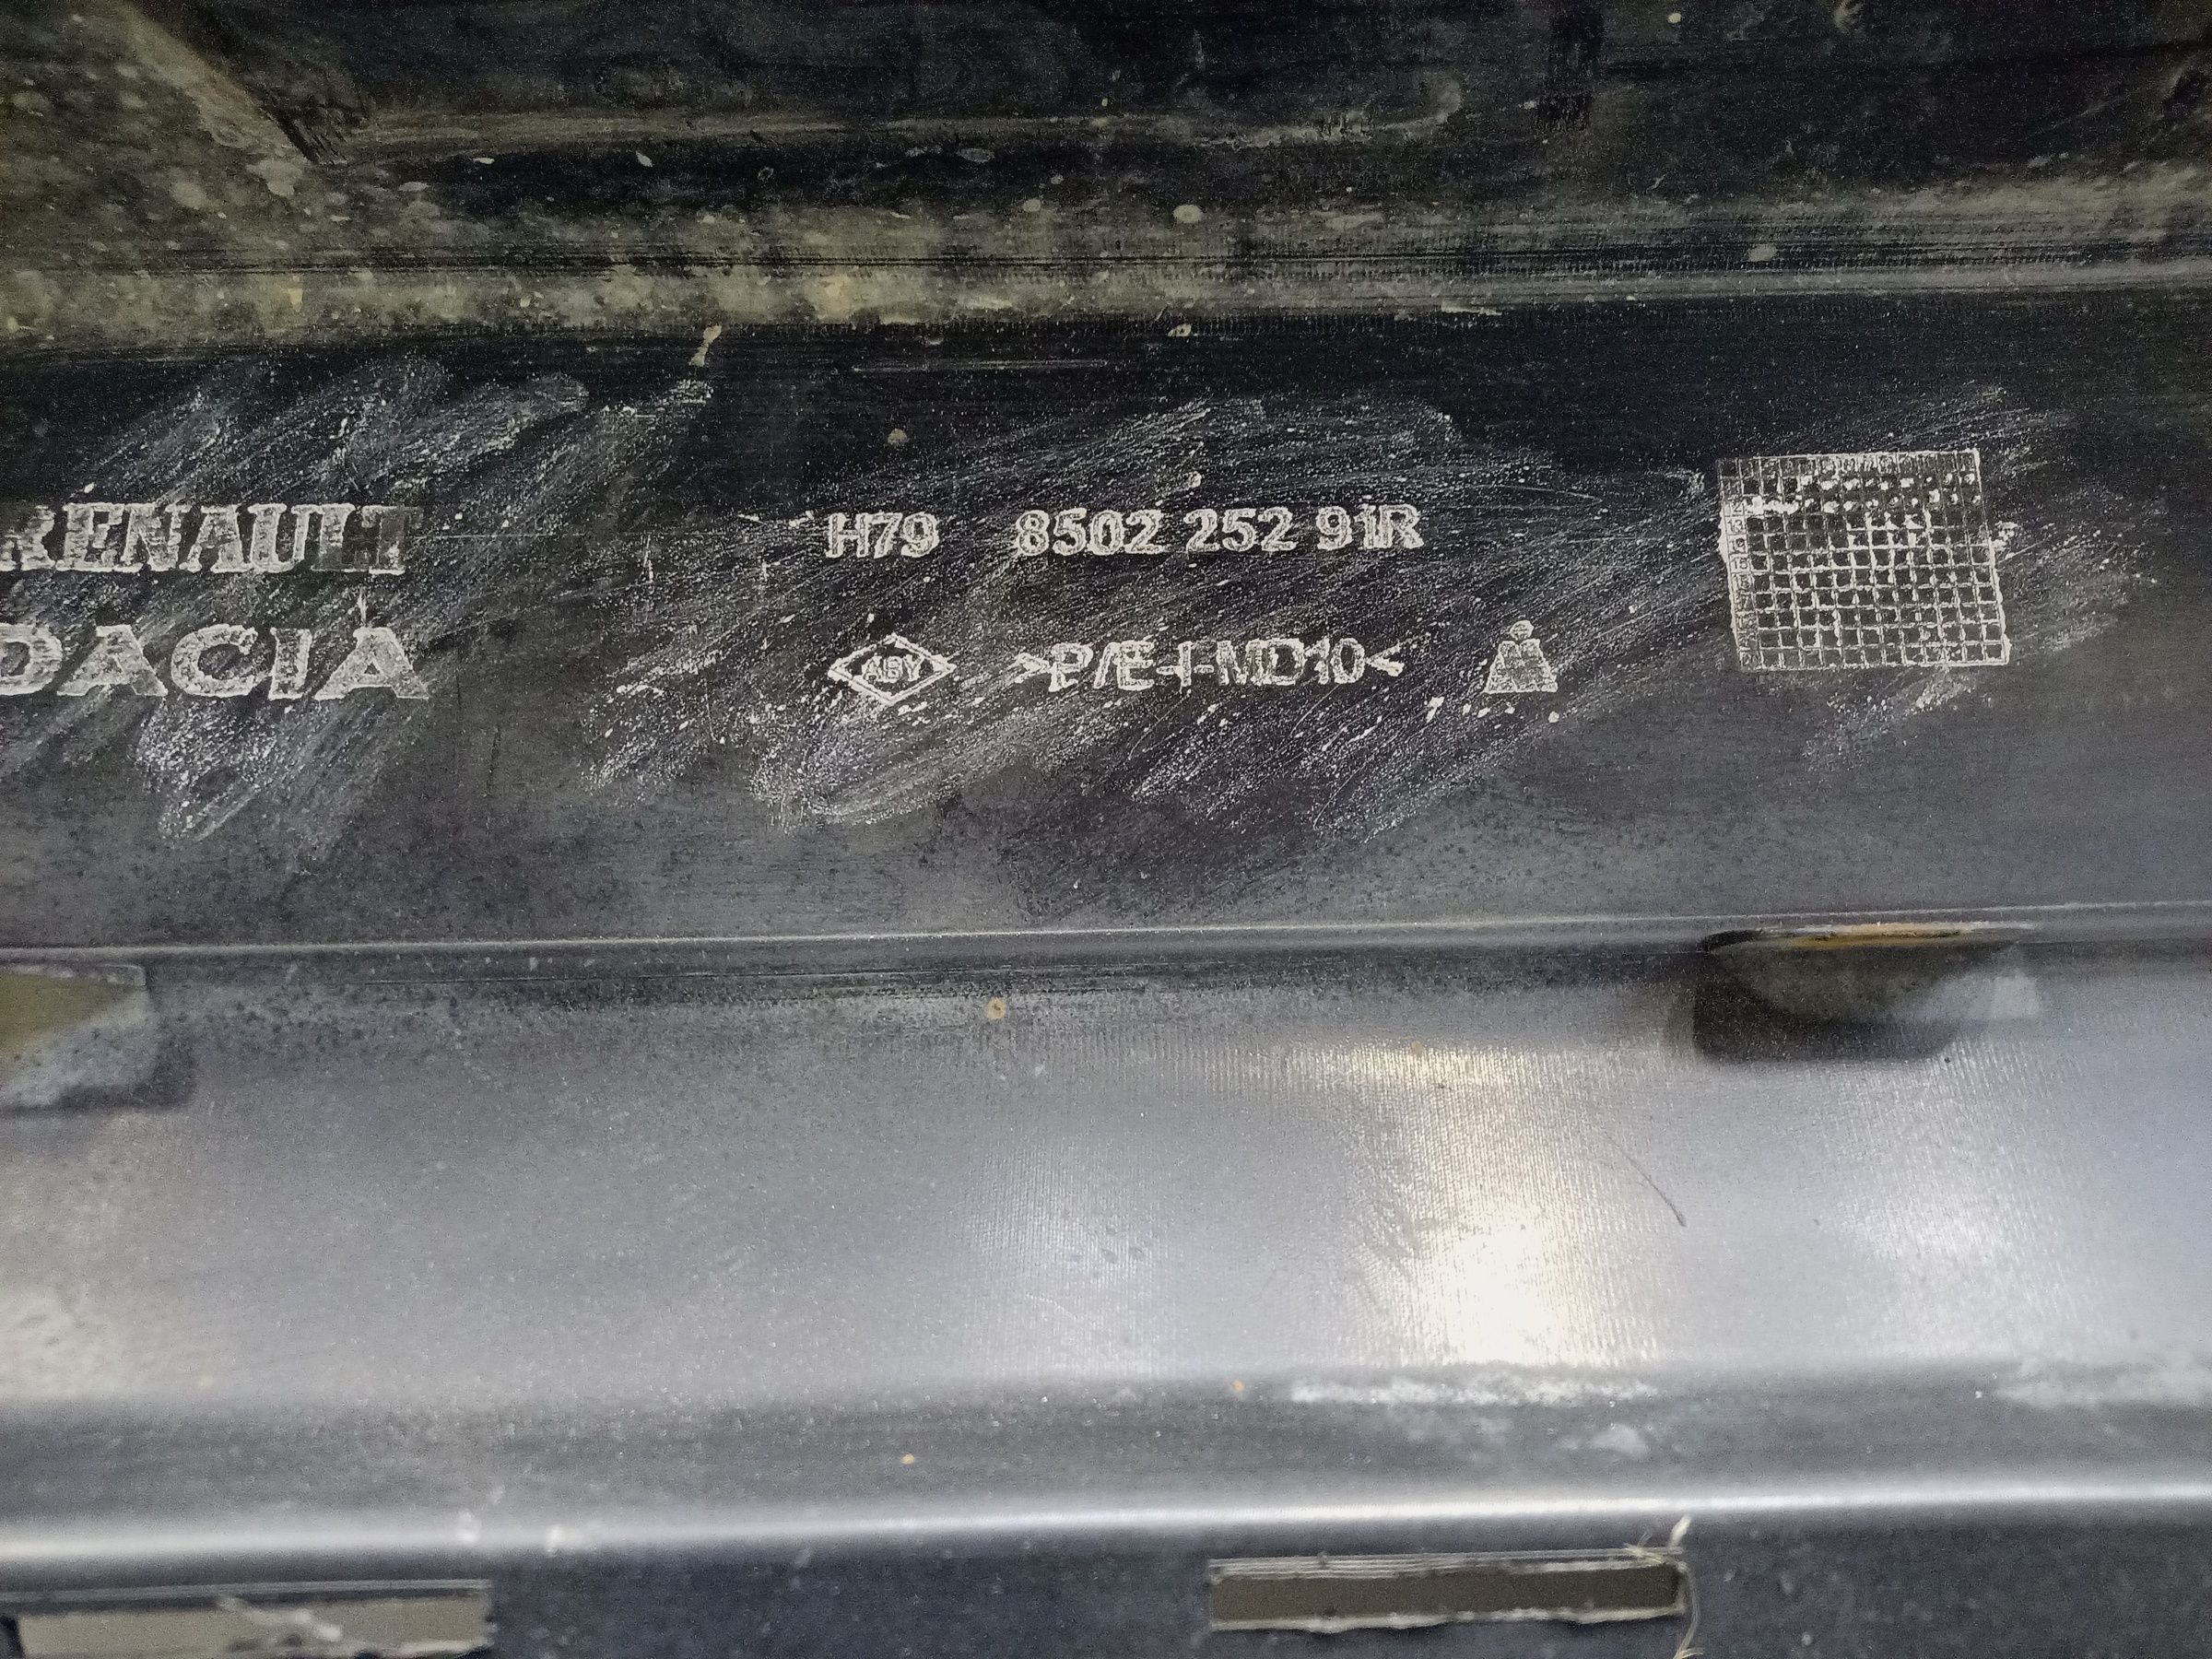 RENAULT
DACIA
H79 8502 252 91R
ABY
>P/E-I-MD10<